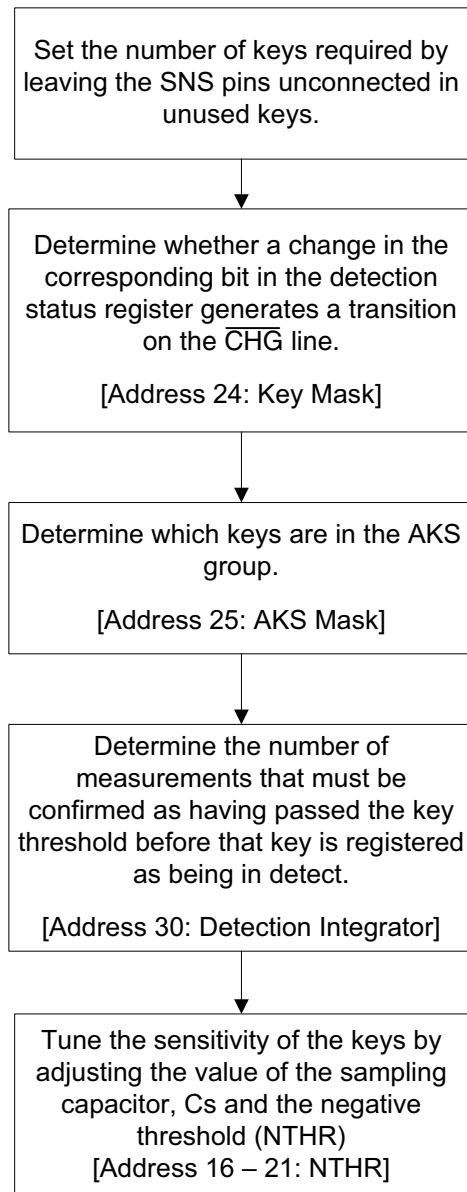 Set the number of keys required by
leaving the SNS pins unconnected in
unused keys.
Determine whether a change in the
corresponding bit in the detection
status register generates a transition
on the C̅H̅G̅ line.
[Address 24: Key Mask]
Determine which keys are in the AKS
group.
[Address 25: AKS Mask]
Determine the number of
measurements that must be
confirmed as having passed the key
threshold before that key is registered
as being in detect.
[Address 30: Detection Integrator]
Tune the sensitivity of the keys by
adjusting the value of the sampling
capacitor, Cs and the negative
threshold (NTHR)
[Address 16 – 21: NTHR]